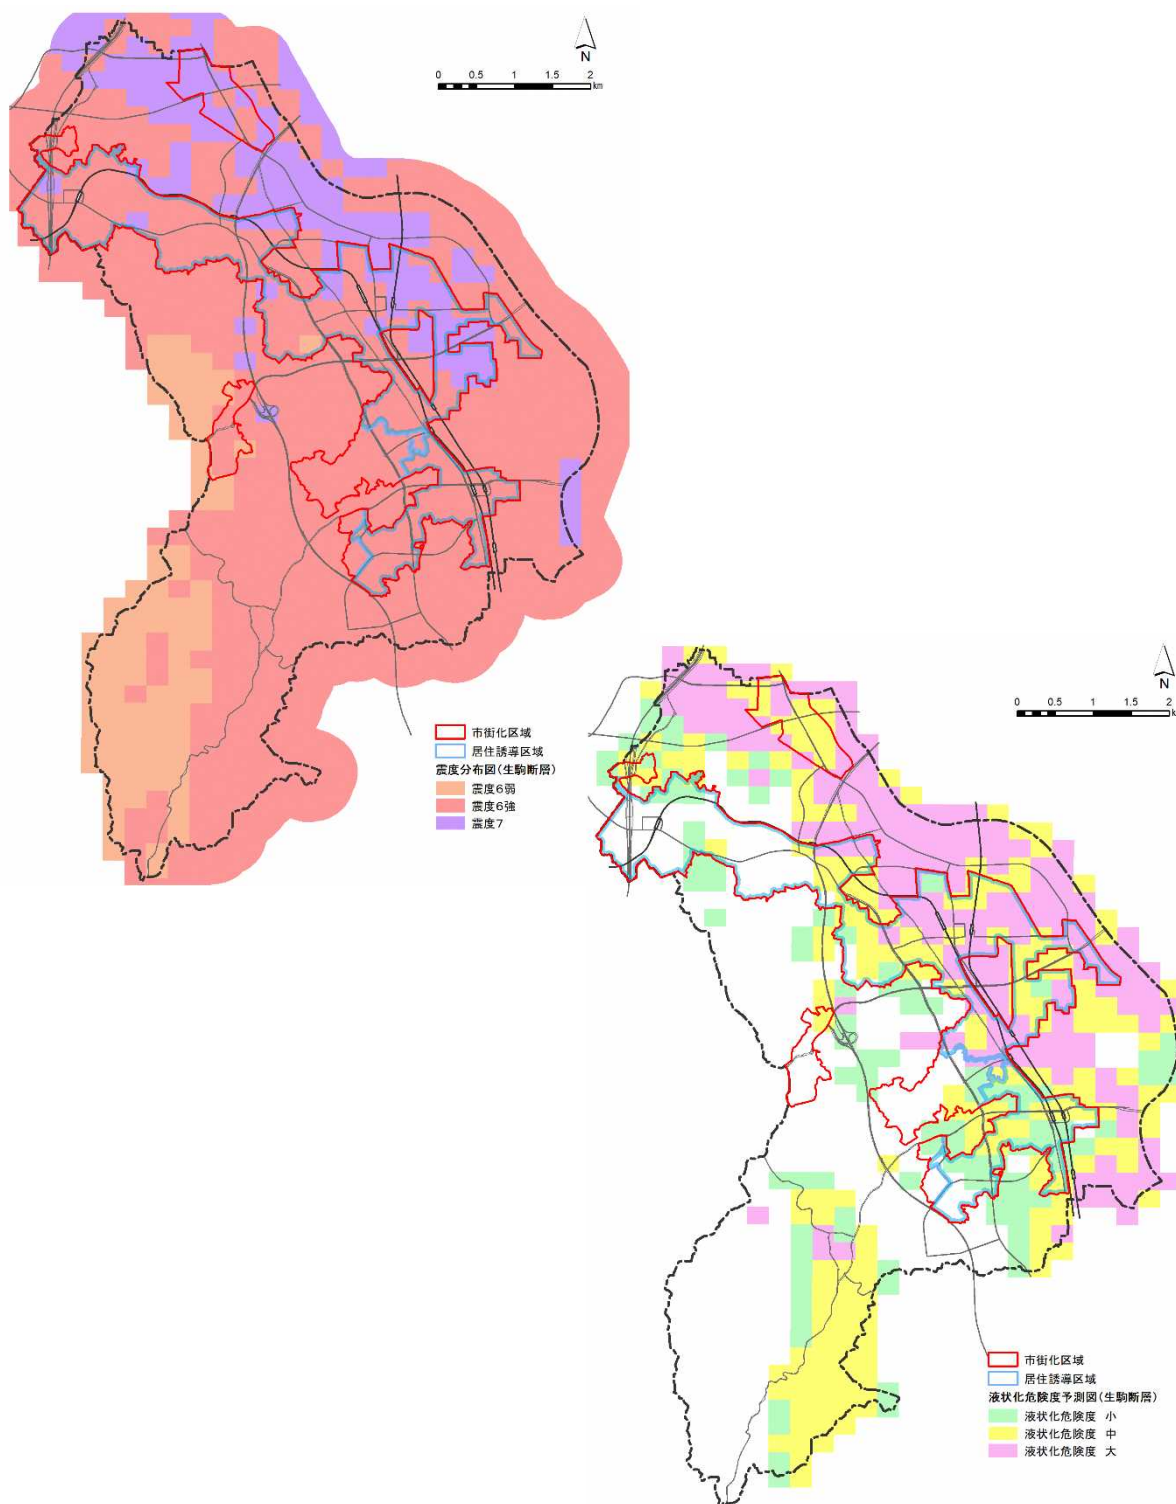 N
0 0.5 1 1.5 2
km
市街化区域
居住誘導区域
震度分布図(生駒断層)
震度6弱
震度6強
震度7
N
0 0.5 1 1.5 2
k
市街化区域
居住誘導区域
液状化危険度予測図(生駒断層)
液状化危険度 小
液状化危険度 中
液状化危険度 大